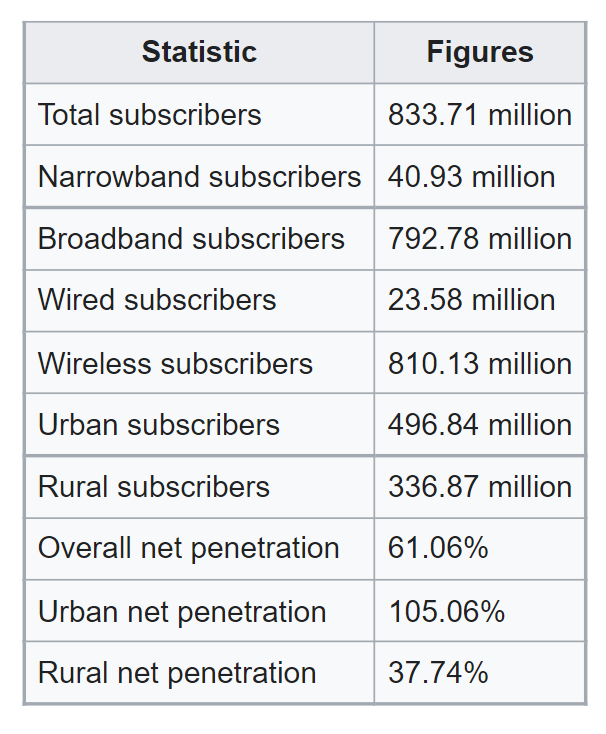 Statistic Figures
Total subscribers 833.71 million
Narrowband subscribers 40.93 million
Broadband subscribers 792.78 million
Wired subscribers 23.58 million
Wireless subscribers 810.13 million
Urban subscribers 496.84 million
Rural subscribers 336.87 million
Overall net penetration 61.06%
Urban net penetration 105.06%
Rural net penetration 37.74%